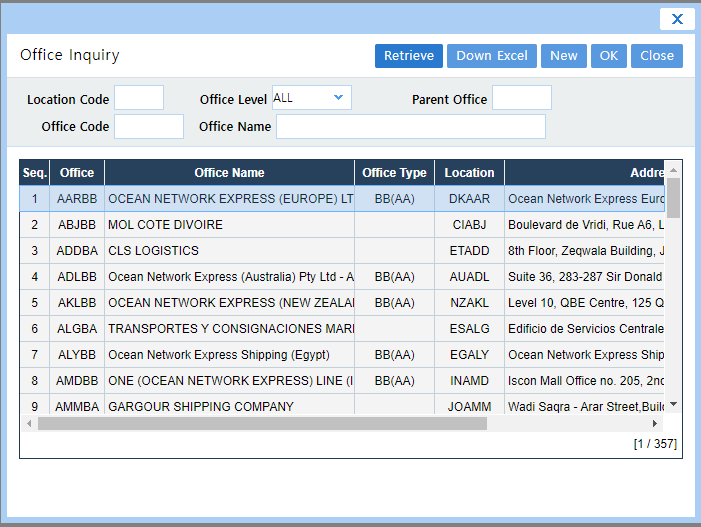 X
Office Inquiry Retrieve Down Excel New OK Close
Location Code Office Level ALL Parent Office
Office Code Office Name
Seq. Office Office Name Office Type Location Addre
1 AARBB OCEAN NETWORK EXPRESS (EUROPE) LT BB(AA) DKAAR Ocean Network Express Euro
2 ABJBB MOL COTE DIVOIRE CIABJ Boulevard de Vridi, Rue A6, L
3 ADDBA CLS LOGISTICS ETADD 8th Floor, Zeqwala Building, J
4 ADLBB Ocean Network Express (Australia) Pty Ltd - A BB(AA) AUADL Suite 36, 283-287 Sir Donald
5 AKLBB OCEAN NETWORK EXPRESS (NEW ZEALA BB(AA) NZAKL Level 10, QBE Centre, 125 Q
6 ALGBA TRANSPORTES Y CONSIGNACIONES MARI ESALG Edificio de Servicios Centrale
7 ALYBB Ocean Network Express Shipping (Egypt) BB(AA) EGALY Ocean Network Express Ship
8 AMDBB ONE (OCEAN NETWORK EXPRESS) LINE (I BB(AA) INAMD Iscon Mall Office no. 205, 2nd
9 AMMBA GARGOUR SHIPPING COMPANY JOAMM Wadi Saqra - Arar Street,Buil
[1 / 357]